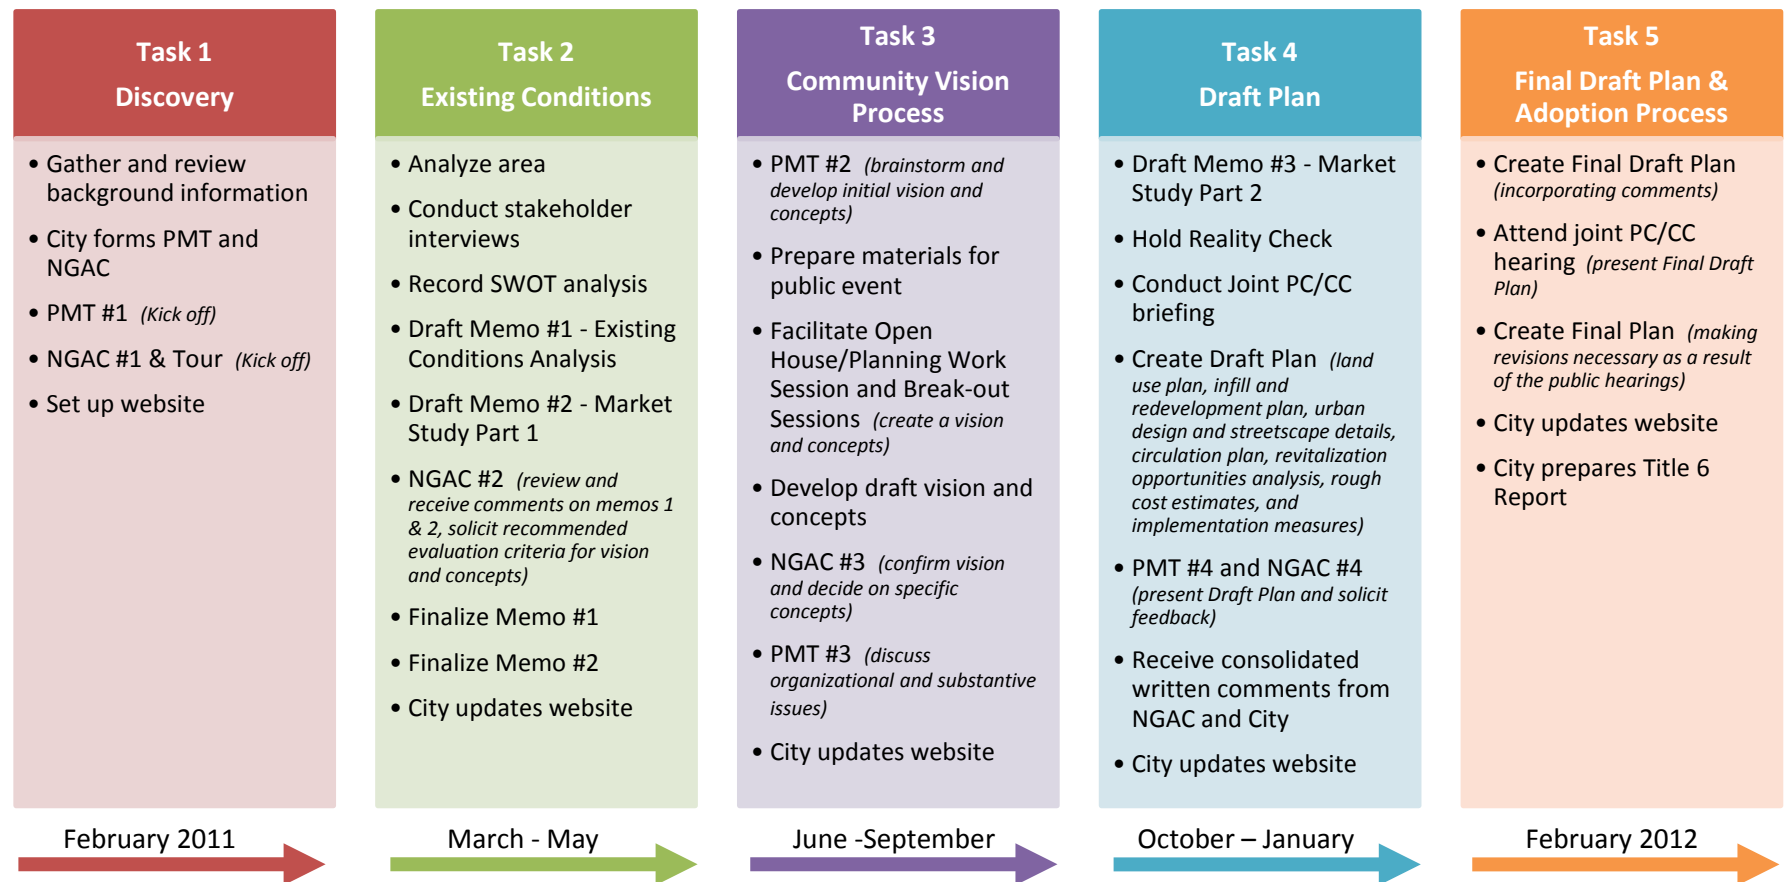 Task 1
Discovery
• Gather and review
background information
• City forms PMT and
NGAC
• PMT #1 (Kick off)
• NGAC #1 & Tour (Kick off)
• Set up website
February 2011
Task 2
Existing Conditions
• Analyze area
• Conduct stakeholder
interviews
• Record SWOT analysis
• Draft Memo #1 - Existing
Conditions Analysis
• Draft Memo #2 - Market
Study Part 1
• NGAC #2 (review and
receive comments on memos 1
& 2, solicit recommended
evaluation criteria for vision
and concepts)
• Finalize Memo #1
• Finalize Memo #2
• City updates website
March - May
Task 3
Community Vision
Process
• PMT #2 (brainstorm and
develop initial vision and
concepts)
• Prepare materials for
public event
• Facilitate Open
House/Planning Work
Session and Break-out
Sessions (create a vision
and concepts)
• Develop draft vision and
concepts
• NGAC #3 (confirm vision
and decide on specific
concepts)
• PMT #3 (discuss
organizational and substantive
issues)
• City updates website
June -September
Task 4
Draft Plan
• Draft Memo #3 - Market
Study Part 2
• Hold Reality Check
• Conduct Joint PC/CC
briefing
• Create Draft Plan (land
use plan, infill and
redevelopment plan, urban
design and streetscape details,
circulation plan, revitalization
opportunities analysis, rough
cost estimates, and
implementation measures)
• PMT #4 and NGAC #4
(present Draft Plan and solicit
feedback)
• Receive consolidated
written comments from
NGAC and City
• City updates website
October – January
Task 5
Final Draft Plan &
Adoption Process
• Create Final Draft Plan
(incorporating comments)
• Attend joint PC/CC
hearing (present Final Draft
Plan)
• Create Final Plan (making
revisions necessary as a result
of the public hearings)
• City updates website
• City prepares Title 6
Report
February 2012